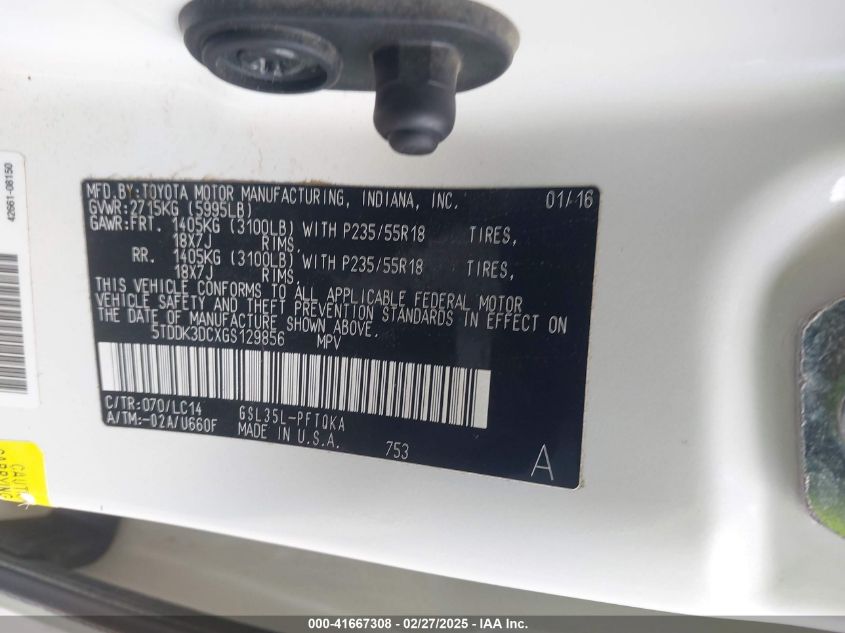 42661-08150
MFD.BY:TOYOTA MOTOR MANUFACTURING, INDIANA, INC. 01/16
GVWR:2715KG (5995LB)
GAWR:FRT. 1405KG (3100LB) WITH P235/55R18 TIRES,
18X7J RIMS,
RR. 1405KG (3100LB) WITH P235/55R18 TIRES,
18X7J RIMS,
THIS VEHICLE CONFORMS TO ALL APPLICABLE FEDERAL MOTOR
VEHICLE SAFETY AND THEFT PREVENTION STANDARDS IN EFFECT ON
THE DATE OF MANUFACTURE SHOWN ABOVE.
5TDDK3DCXGS129856 MPV
C/TR:070/LC14 GSL35L-PFTQKA
A/TM:-02A/U660F MADE IN U.S.A.
753
A
CAUT
CARRYING
000-41667308 - 02/27/2025 - IAA Inc.